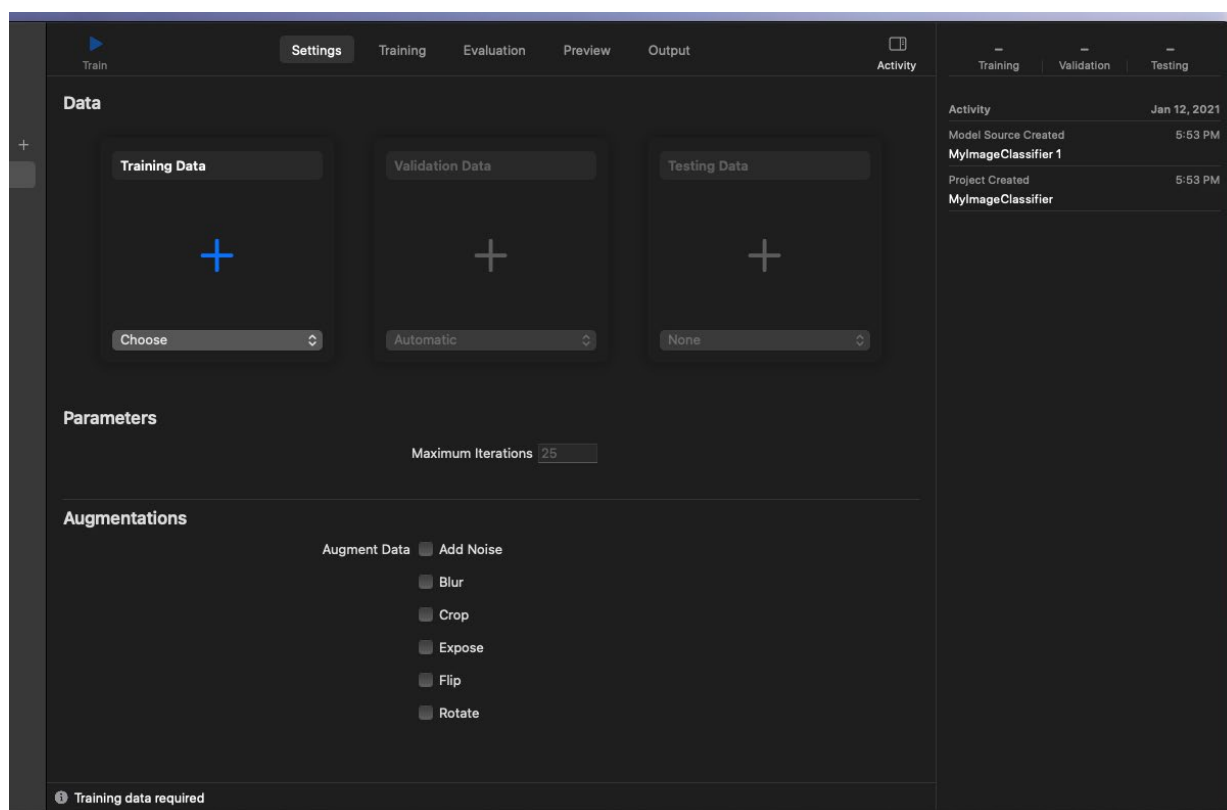 Train
Settings Training Evaluation Preview Output
Activity
Data
Training Data
Choose
Validation Data
Automatic
Testing Data
None
Parameters
Maximum Iterations 25
Augmentations
Augment Data Add Noise
Blur
Crop
Expose
Flip
Rotate
Training data required
– – –
Training Validation Testing
Activity Jan 12, 2021
Model Source Created 5:53 PM
MyImageClassifier 1
Project Created 5:53 PM
MyImageClassifier